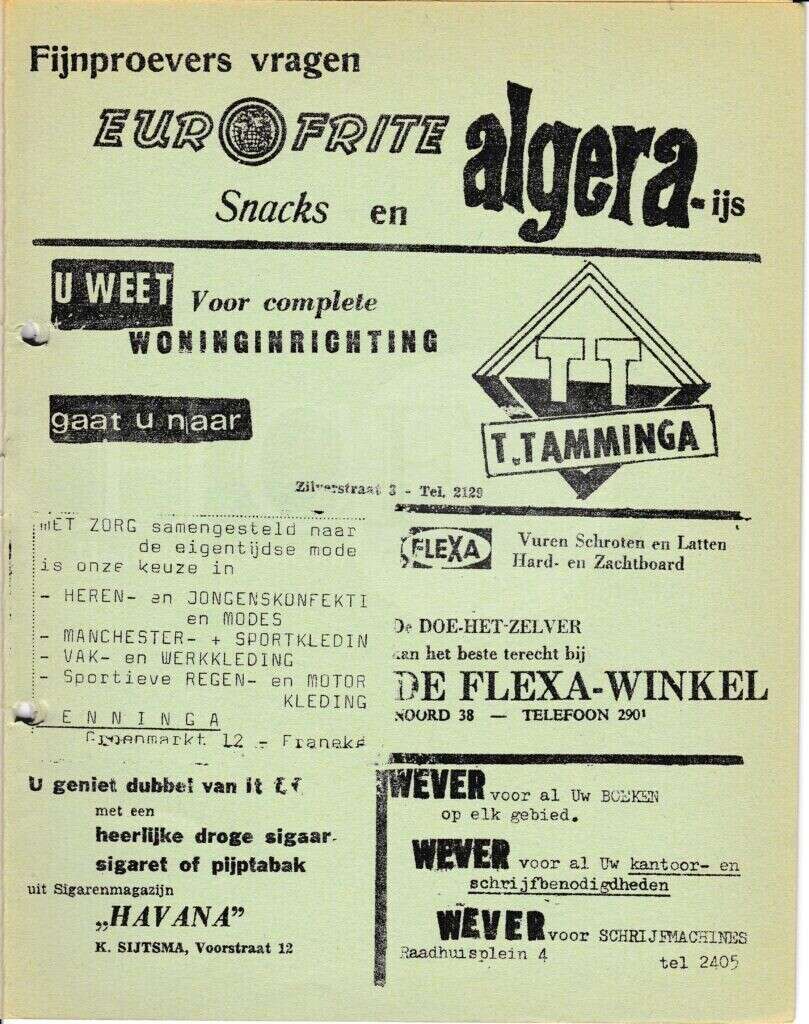 Fijnproevers vragen
EUROFRITE algera-ijs
Snacks en
U WEET Voor complete
WONINGINRICHTING
gaat u naar
TT
T.TAMMINGA
Zilverstraat 3 - Tel. 2129
MET ZORG samengesteld naar
de eigentijdse mode
is onze keuze in
- HEREN- en JONGENSKONFEKTI
en MODES
- MANCHESTER- + SPORTKLEDIN
- VAK- en WERKKLEDING
- Sportieve REGEN- en MOTOR
KLEDING
ENNINGA
Groenmarkt 12 - Franeke
FLEXA Vuren Schroten en Latten
Hard- en Zachtboard
De DOE-HET-ZELVER
kan het beste terecht bij
DE FLEXA-WINKEL
NOORD 38 — TELEFOON 2901
U geniet dubbel van it
met een
heerlijke droge sigaar-
sigaret of pijptabak
uit Sigarenmagazijn
„HAVANA”
K. SIJTSMA, Voorstraat 12
WEVER voor al Uw BOEKEN
op elk gebied.
WEVER voor al Uw kantoor- en
schrijfbenodigdheden
WEVER voor SCHRIJFMACHINES
Raadhuisplein 4
tel 2405